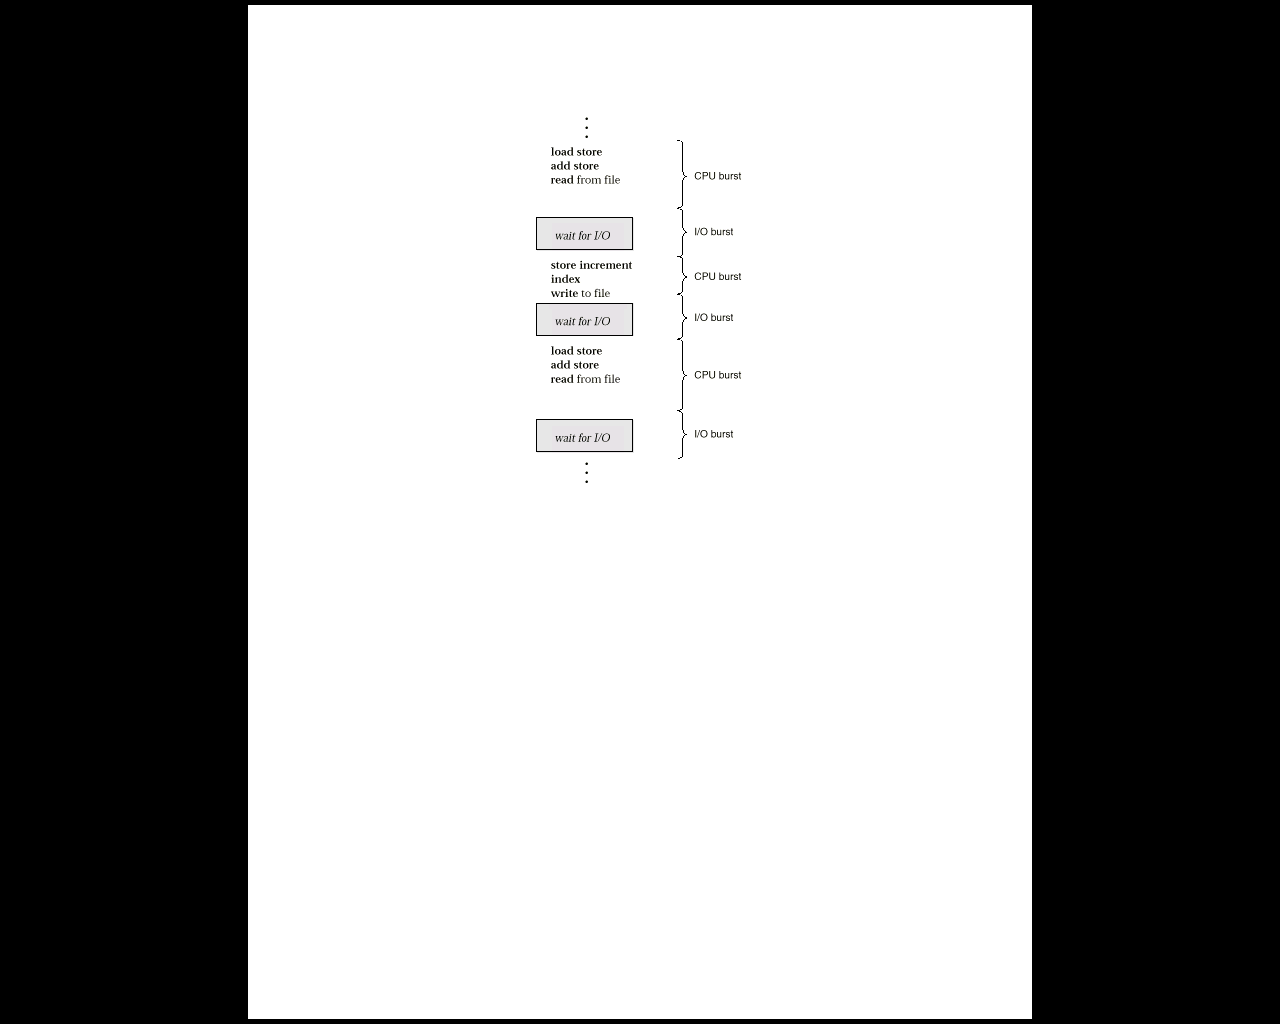 load store
add store
read from file
CPU burst
wait for I/O
I/O burst
store increment
index
write to file
CPU burst
wait for I/O
I/O burst
load store
add store
read from file
CPU burst
wait for I/O
I/O burst